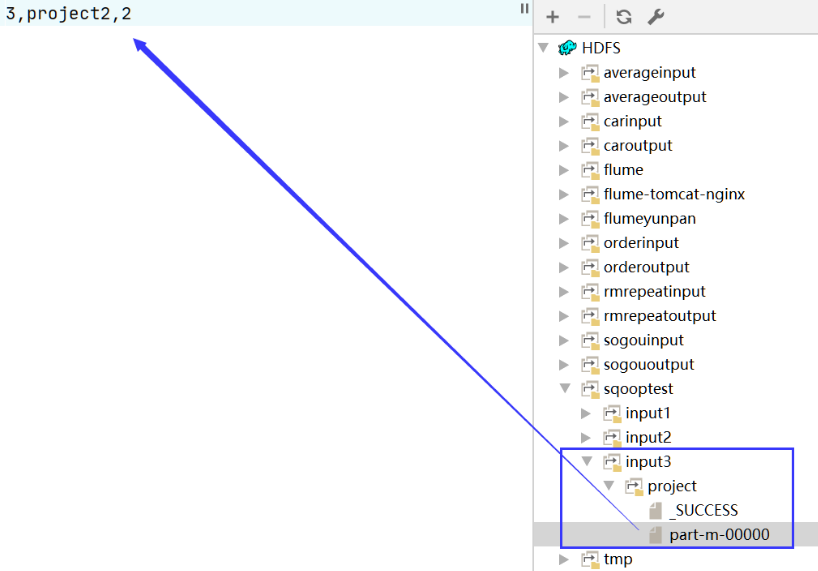 3,project2,2
HDFS
averageinput
averageoutput
carinput
caroutput
flume
flume-tomcat-nginx
flumeyunpan
orderinput
orderoutput
rmrepeatinput
rmrepeatoutput
sogouinput
sogououtput
sqooptest
input1
input2
input3
project
_SUCCESS
part-m-00000
tmp